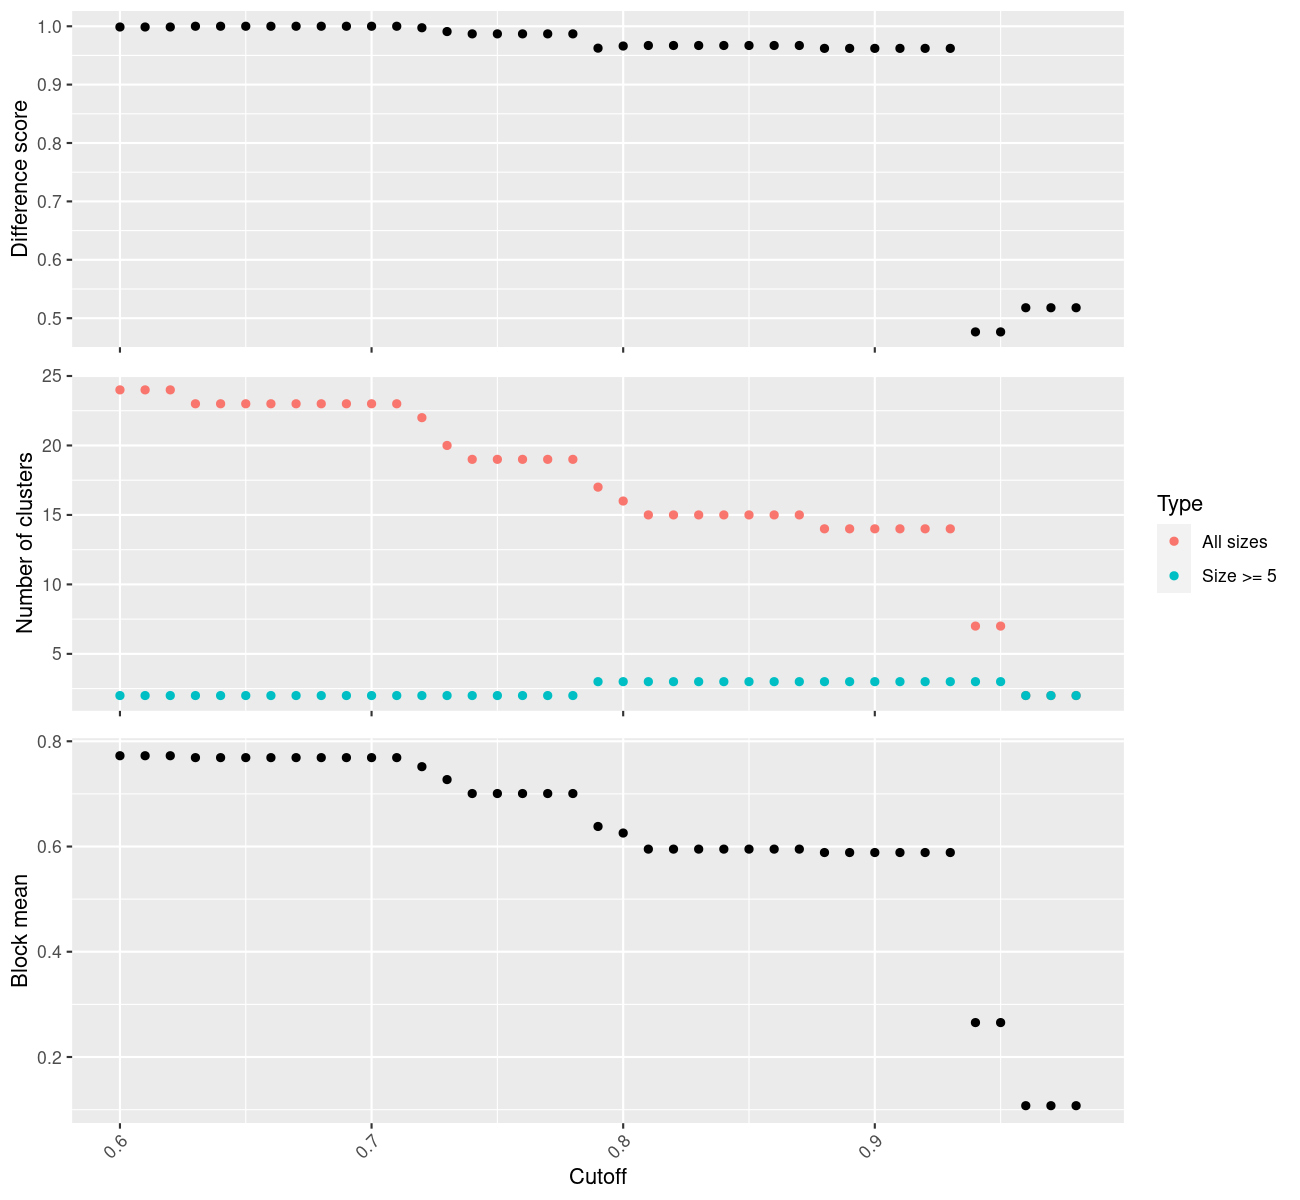 Difference score
1.0
0.9
0.8
0.7
0.6
0.5
Number of clusters
25
20
15
10
5
Type
All sizes
Size >= 5
Block mean
0.8
0.6
0.4
0.2
0.6 0.7 0.8 0.9
Cutoff